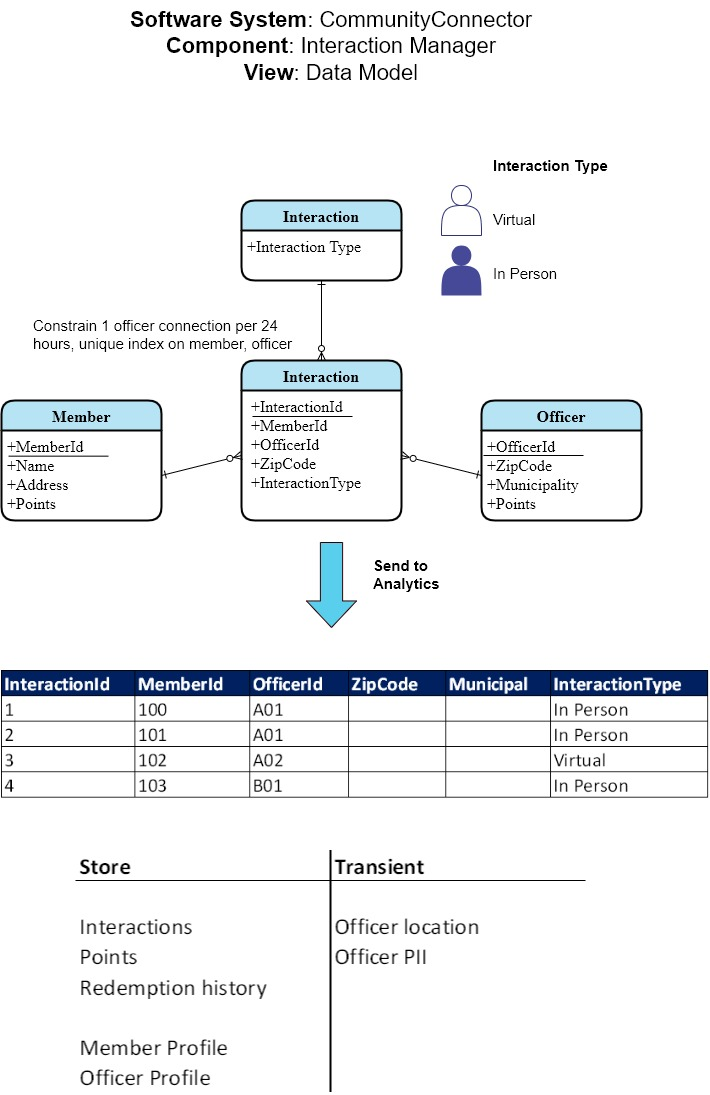 Software System: CommunityConnector
Component: Interaction Manager
View: Data Model
Interaction Type
Virtual
In Person
Interaction
+Interaction Type
Constrain 1 officer connection per 24
hours, unique index on member, officer
Interaction
+InteractionId
+MemberId
+OfficerId
+ZipCode
+InteractionType
Member
+MemberId
+Name
+Address
+Points
Officer
+OfficerId
+ZipCode
+Municipality
+Points
Send to
Analytics
InteractionId MemberId OfficerId ZipCode Municipal InteractionType
1 100 A01 In Person
2 101 A01 In Person
3 102 A02 Virtual
4 103 B01 In Person
Store Transient
Interactions Officer location
Points Officer PII
Redemption history
Member Profile
Officer Profile